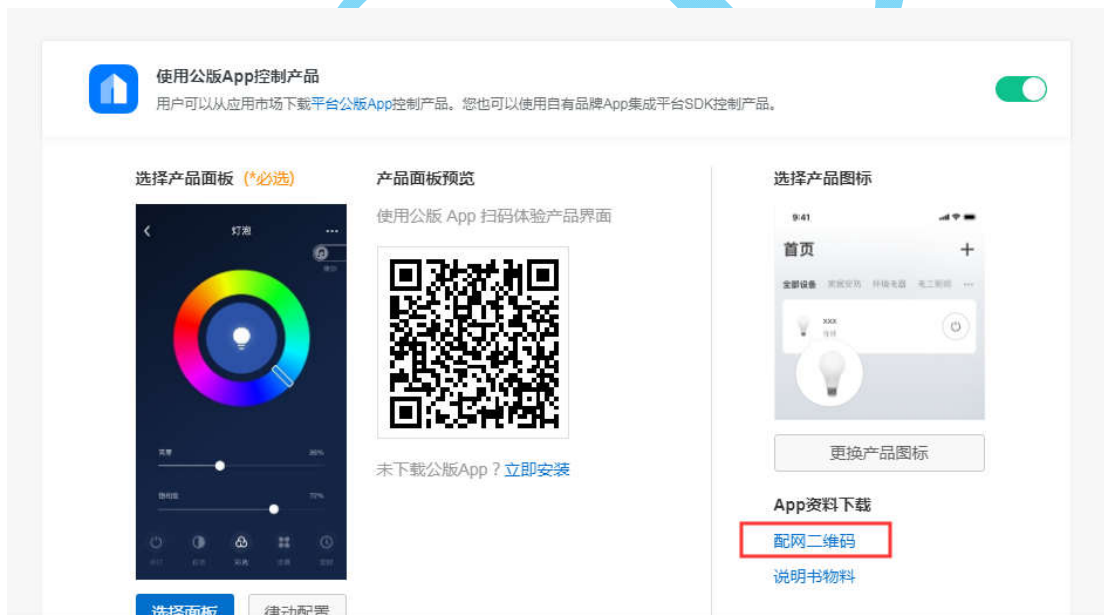 使用公版App控制产品
用户可以从应用市场下载平台公版App控制产品。您也可以使用自有品牌App集成平台SDK控制产品。
选择产品面板 (*必选)
灯泡
选择面板
律动配置
产品面板预览
使用公版 App 扫码体验产品界面
未下载公版App？立即安装
选择产品图标
9:41
首页
全部设备
xxx
更换产品图标
App资料下载
配网二维码
说明书物料